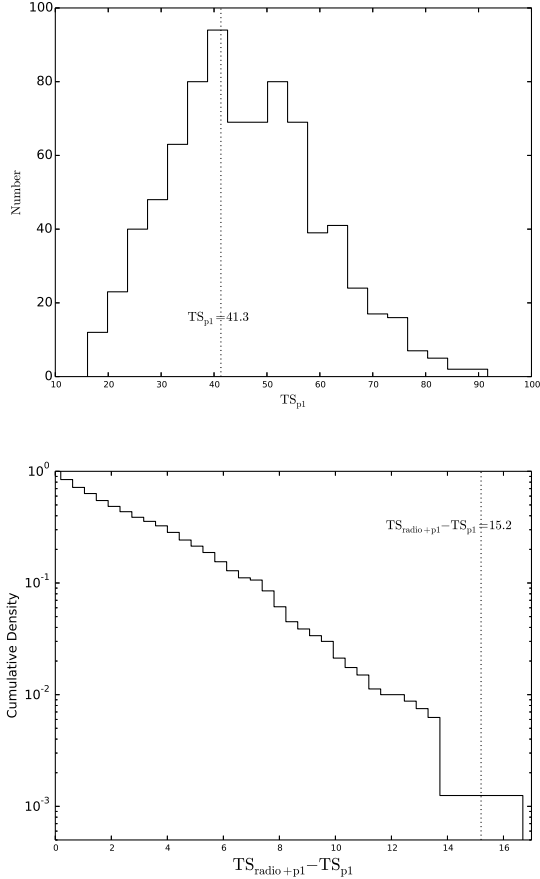 100
80
60
40
20
0
Number
TS_p1=41.3
10 20 30 40 50 60 70 80 90 100
TS_p1
10^0
10^-1
10^-2
10^-3
Cumulative Density
TS_radio+p1−TS_p1=15.2
0 2 4 6 8 10 12 14 16
TS_radio+p1−TS_p1